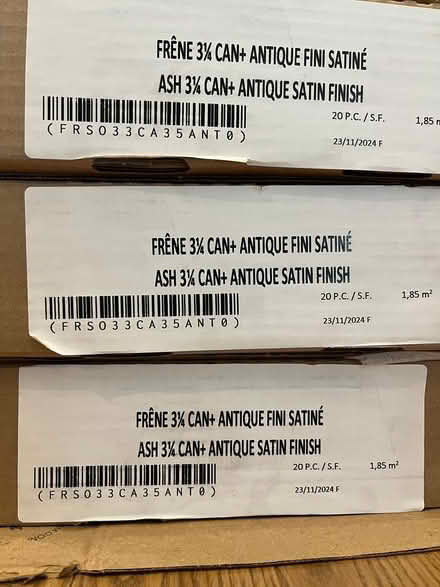 FRÊNE 3¼ CAN+ ANTIQUE FINI SATINÉ
ASH 3¼ CAN+ ANTIQUE SATIN FINISH
20 P.C. / S.F. 1,85 m
(FRSO33CA35ANT0)
23/11/2024 F
FRÊNE 3¼ CAN+ ANTIQUE FINI SATINÉ
ASH 3¼ CAN+ ANTIQUE SATIN FINISH
20 P.C. / S.F. 1,85 m²
(FRSO33CA35ANT0)
23/11/2024 F
FRÊNE 3¼ CAN+ ANTIQUE FINI SATINÉ
ASH 3¼ CAN+ ANTIQUE SATIN FINISH
20 P.C. / S.F. 1,85 m²
(FRSO33CA35ANT0)
23/11/2024 F